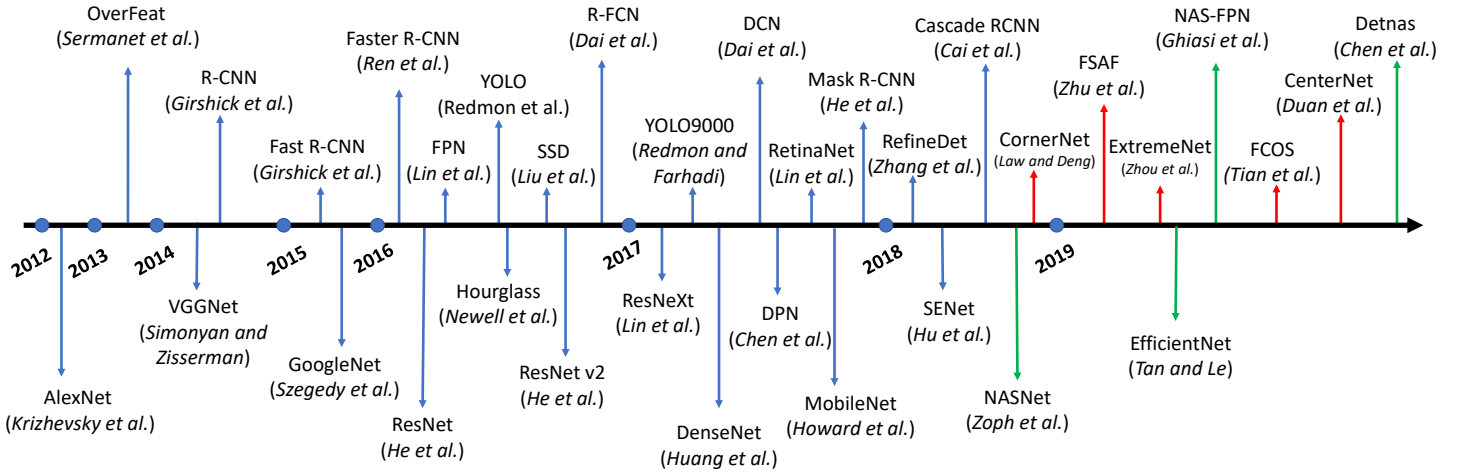 OverFeat
(Sermanet et al.)
R-CNN
(Girshick et al.)
Fast R-CNN
(Girshick et al.)
Faster R-CNN
(Ren et al.)
FPN
(Lin et al.)
YOLO
(Redmon et al.)
SSD
(Liu et al.)
R-FCN
(Dai et al.)
YOLO9000
(Redmon and
Farhadi)
DCN
(Dai et al.)
RetinaNet
(Lin et al.)
Mask R-CNN
(He et al.)
RefineDet
(Zhang et al.)
Cascade RCNN
(Cai et al.)
CornerNet
(Law and Deng)
FSAF
(Zhu et al.)
ExtremeNet
(Zhou et al.)
NAS-FPN
(Ghiasi et al.)
FCOS
(Tian et al.)
CenterNet
(Duan et al.)
Detnas
(Chen et al.)
2012
2013
2014
2015
2016
2017
2018
2019
AlexNet
(Krizhevsky et al.)
VGGNet
(Simonyan and
Zisserman)
GoogleNet
(Szegedy et al.)
ResNet
(He et al.)
Hourglass
(Newell et al.)
ResNet v2
(He et al.)
ResNeXt
(Lin et al.)
DenseNet
(Huang et al.)
DPN
(Chen et al.)
MobileNet
(Howard et al.)
SENet
(Hu et al.)
NASNet
(Zoph et al.)
EfficientNet
(Tan and Le)